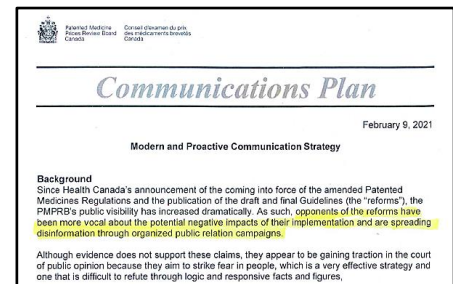 Patented Medicine Conseil d'examen du prix
Prices Review Board des médicaments brevetés
Canada Canada
Communications Plan
February 9, 2021
Modern and Proactive Communication Strategy
Background
Since Health Canada's announcement of the coming into force of the amended Patented
Medicines Regulations and the publication of the draft and final Guidelines (the "reforms"), the
PMPRB's public visibility has increased dramatically. As such, opponents of the reforms have
been more vocal about the potential negative impacts of their implementation and are spreading
disinformation through organized public relation campaigns.
Although evidence does not support these claims, they appear to be gaining traction in the court
of public opinion because they aim to strike fear in people, which is a very effective strategy and
one that is difficult to refute through logic and responsive facts and figures,